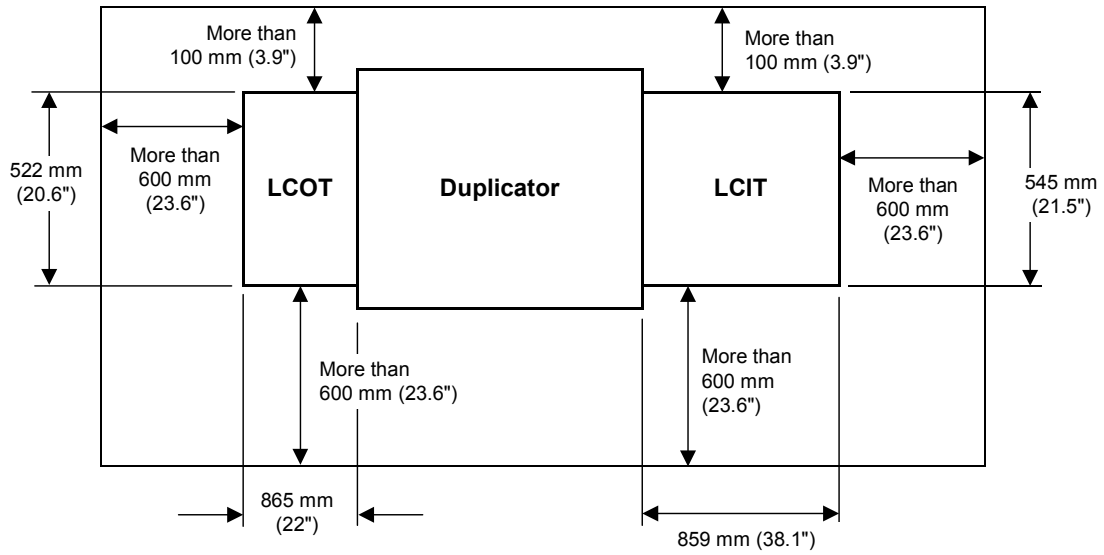 More than
100 mm (3.9")
More than
100 mm (3.9")
522 mm
(20.6")
More than
600 mm
(23.6")
LCOT
Duplicator
LCIT
More than
600 mm
(23.6")
545 mm
(21.5")
More than
600 mm (23.6")
More than
600 mm
(23.6")
865 mm
(22")
859 mm (38.1")